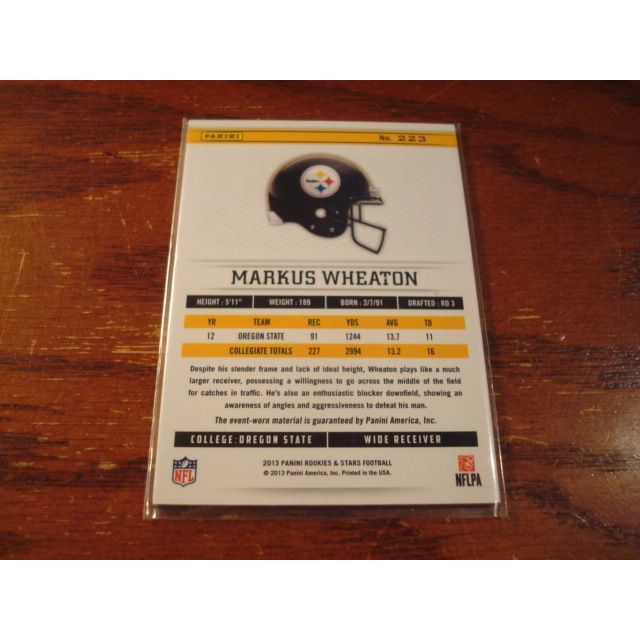 PANINI
No. 223
Steelers
MARKUS WHEATON
HEIGHT : 5'11" WEIGHT : 189 BORN : 2/7/91 DRAFTED : RD 3
YR TEAM REC YDS AVG TD
12 OREGON STATE 91 1244 13.7 11
COLLEGIATE TOTALS 227 2994 13.2 16
Despite his slender frame and lack of ideal height, Wheaton plays like a much
larger receiver, possessing a willingness to go across the middle of the field
for catches in traffic. He's also an enthusiastic blocker downfield, showing an
awareness of angles and aggressiveness to defeat his man.
The event-worn material is guaranteed by Panini America, Inc.
COLLEGE:OREGON STATE WIDE RECEIVER
2013 PANINI ROOKIES & STARS FOOTBALL
© 2013 Panini America, Inc. Printed in the USA.
NFL
NFLPA